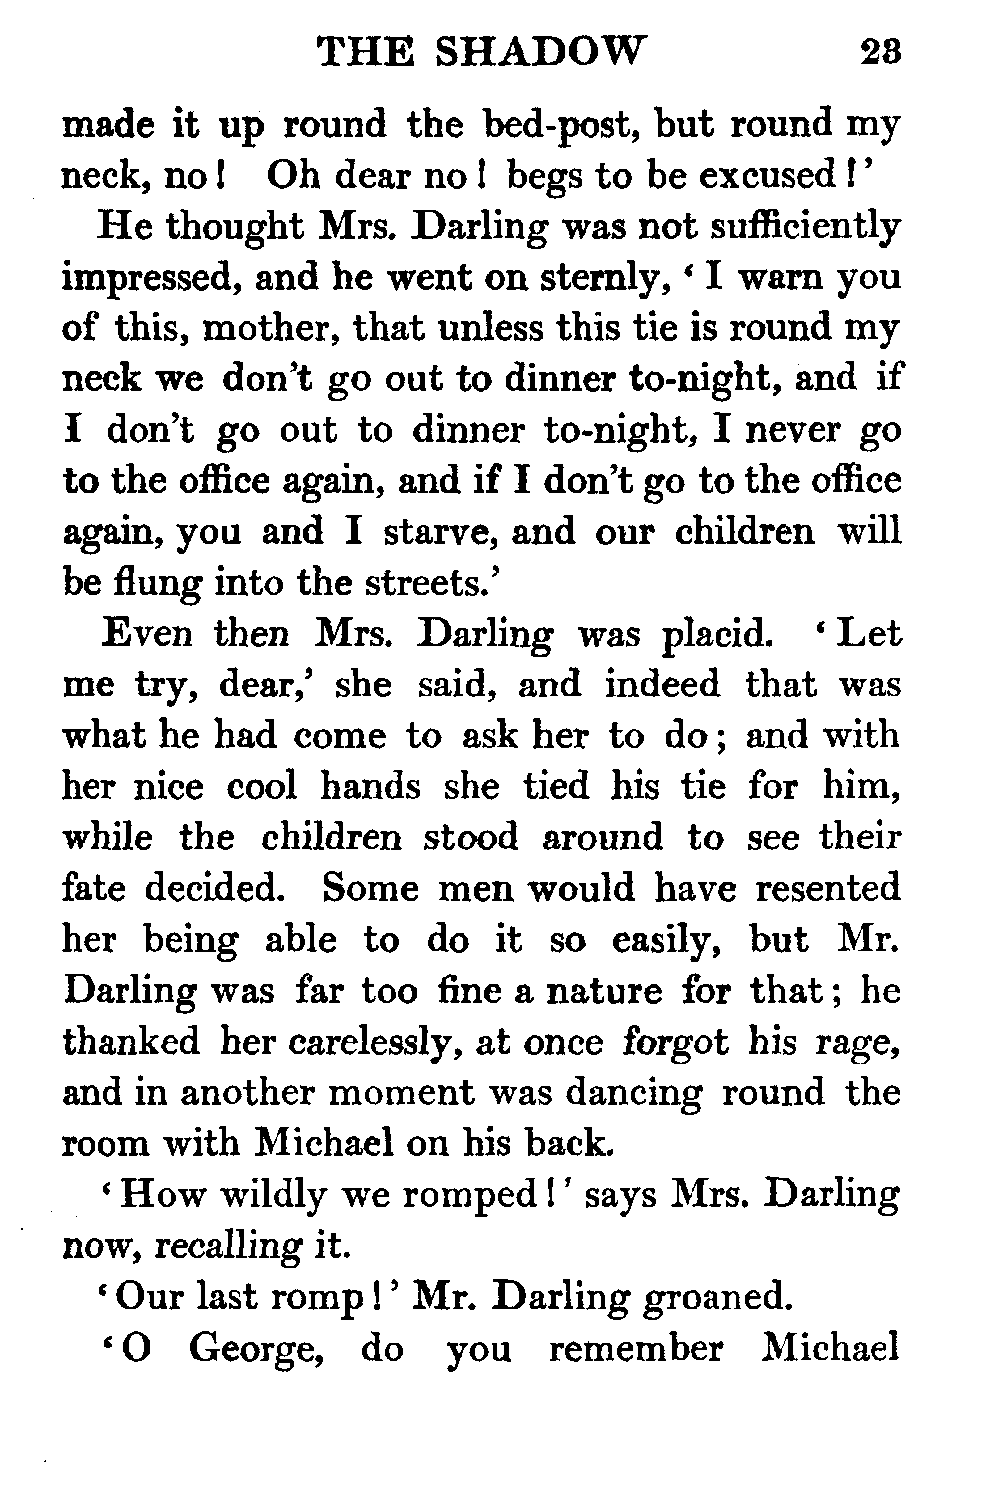 THE SHADOW 23
made it up round the bed-post, but round my
neck, no! Oh dear no! begs to be excused!’
He thought Mrs. Darling was not sufficiently
impressed, and he went on sternly, ‘I warn you
of this, mother, that unless this tie is round my
neck we don’t go out to dinner to-night, and if
I don’t go out to dinner to-night, I never go
to the office again, and if I don’t go to the office
again, you and I starve, and our children will
be flung into the streets.’
Even then Mrs. Darling was placid. ‘Let
me try, dear,’ she said, and indeed that was
what he had come to ask her to do; and with
her nice cool hands she tied his tie for him,
while the children stood around to see their
fate decided. Some men would have resented
her being able to do it so easily, but Mr.
Darling was far too fine a nature for that; he
thanked her carelessly, at once forgot his rage,
and in another moment was dancing round the
room with Michael on his back.
‘How wildly we romped!’ says Mrs. Darling
now, recalling it.
‘Our last romp!’ Mr. Darling groaned.
‘O George, do you remember Michael